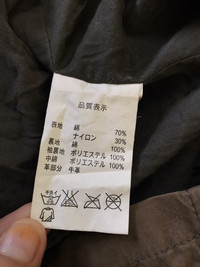 品質表示
表地 綿 70%
ナイロン 30%
裏地 綿 100%
袖裏地 ポリエステル 100%
中綿 ポリエステル 100%
革部分 牛革